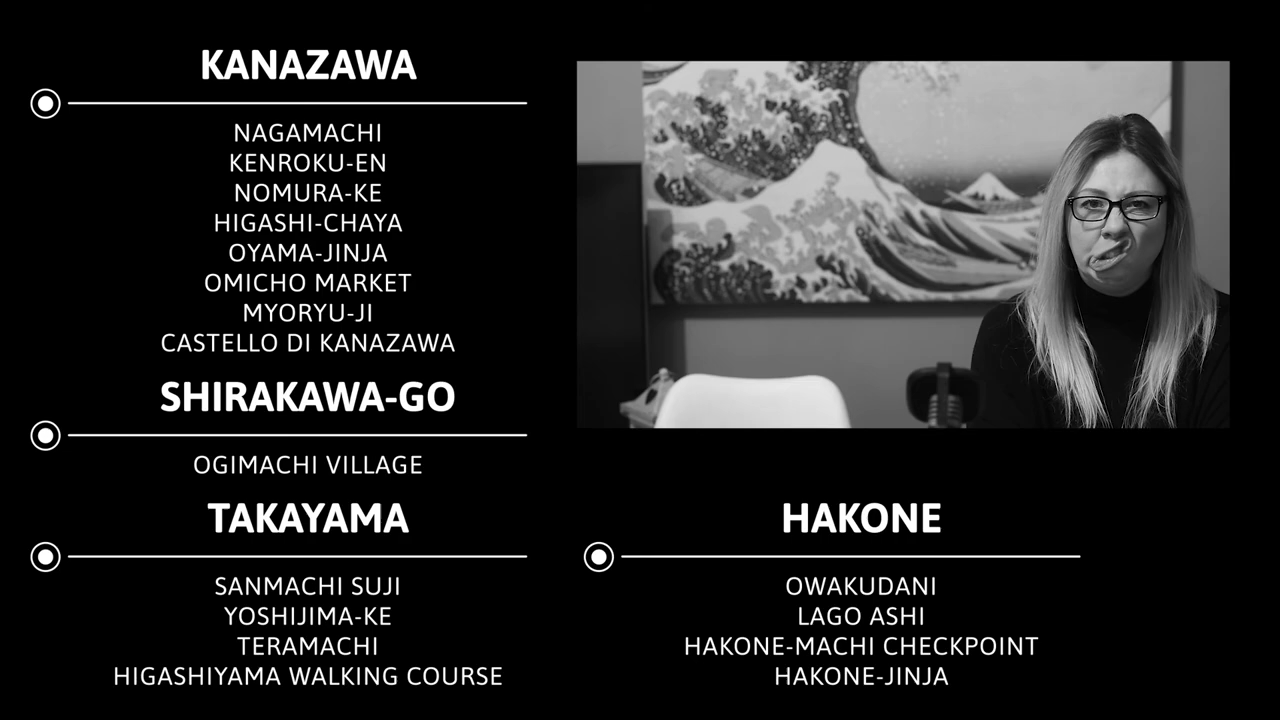 KANAZAWA
NAGAMACHI
KENROKU-EN
NOMURA-KE
HIGASHI-CHAYA
OYAMA-JINJA
OMICHO MARKET
MYORYU-JI
CASTELLO DI KANAZAWA
SHIRAKAWA-GO
OGIMACHI VILLAGE
TAKAYAMA
SANMACHI SUJI
YOSHIJIMA-KE
TERAMACHI
HIGASHIYAMA WALKING COURSE
HAKONE
OWAKUDANI
LAGO ASHI
HAKONE-MACHI CHECKPOINT
HAKONE-JINJA